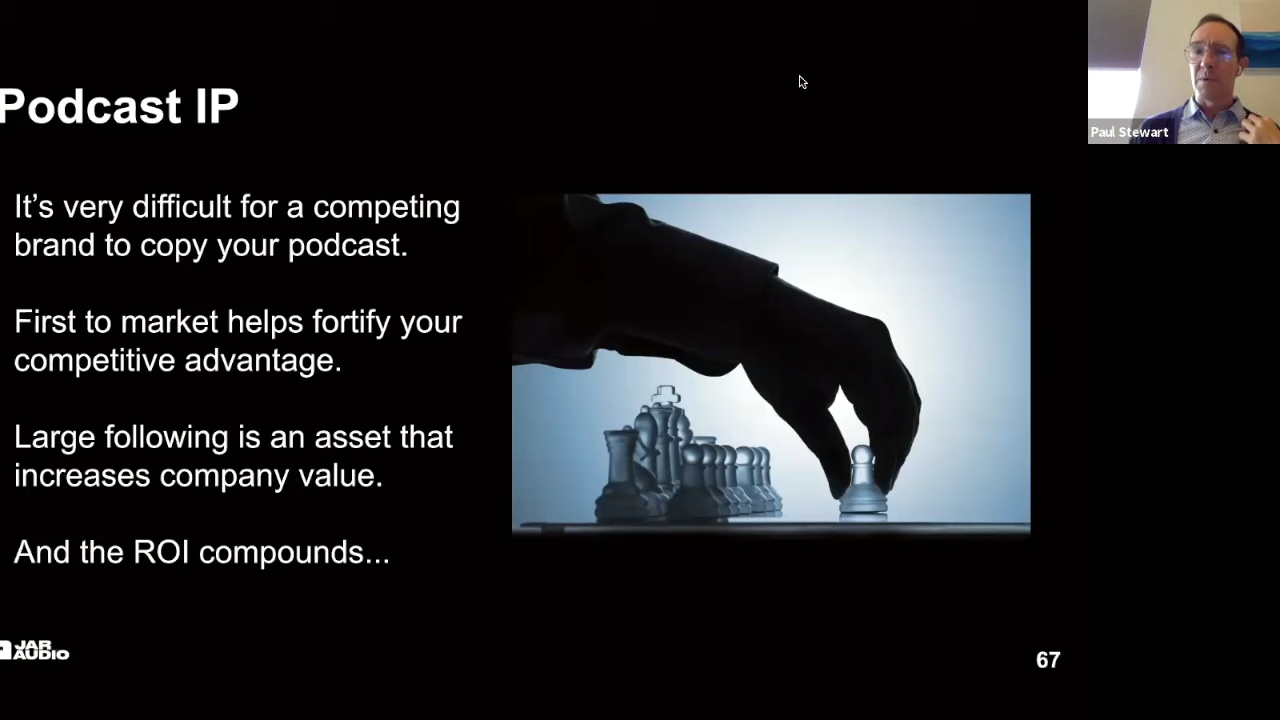 Podcast IP
Paul Stewart
It’s very difficult for a competing
brand to copy your podcast.
First to market helps fortify your
competitive advantage.
Large following is an asset that
increases company value.
And the ROI compounds...
JAR
AUDIO
67